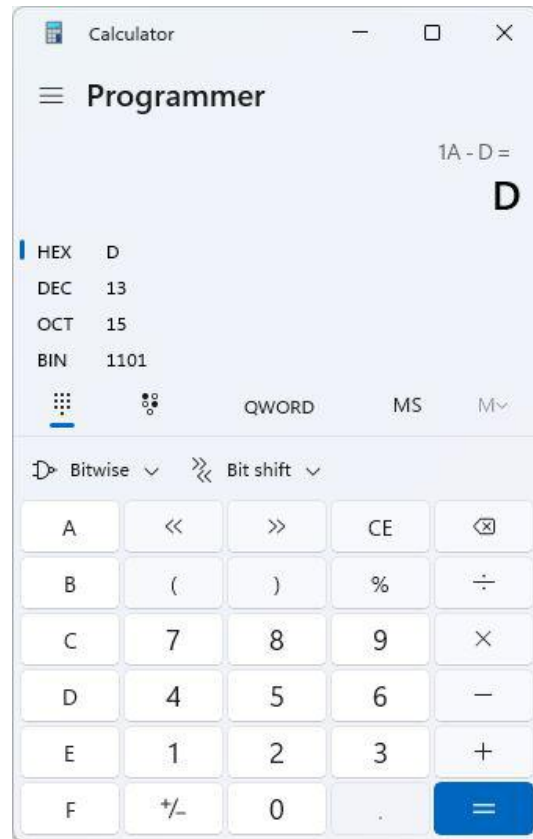 Calculator
Programmer
1A - D =
D
HEX D
DEC 13
OCT 15
BIN 1101
QWORD MS M
Bitwise Bit shift
A << >> CE
B ( ) % ÷
C 7 8 9 ×
D 4 5 6 −
E 1 2 3 +
F +/− 0 . =